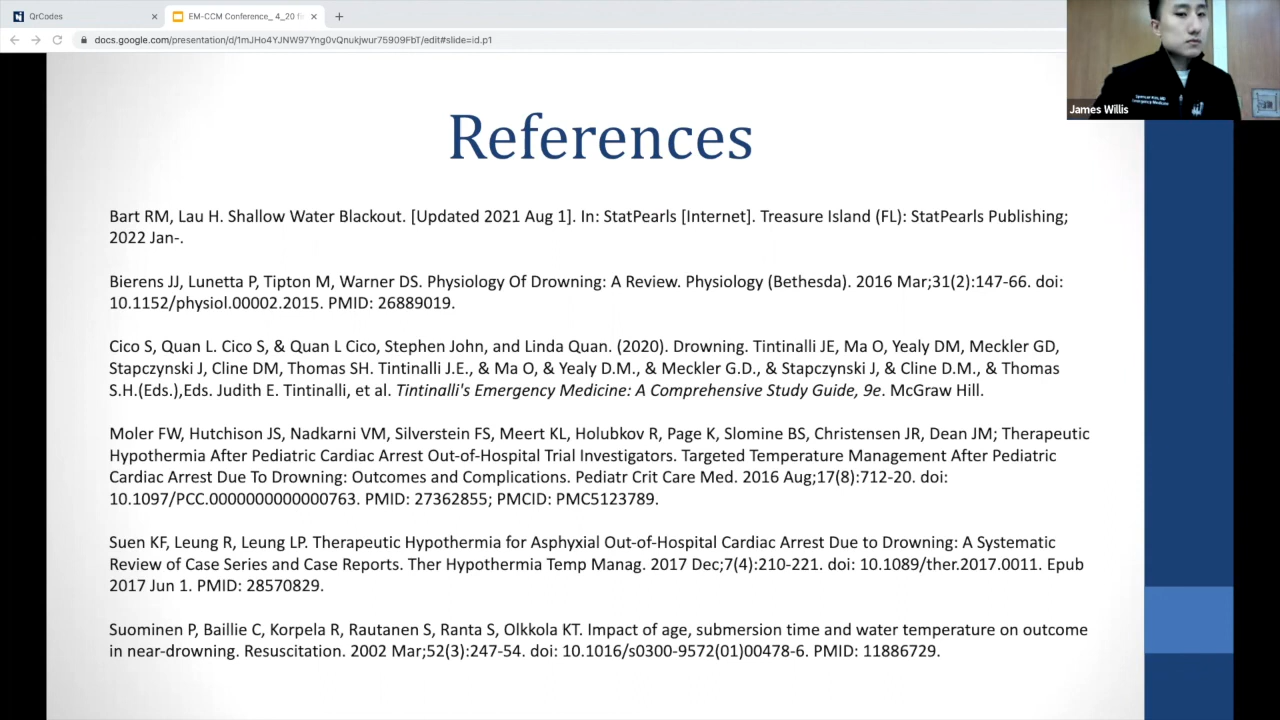 QrCodes
EM-CCM Conference_ 4_20 f
docs.google.com/presentation/d/1mJHo4YJNW97Yng0vQnukjwur75909FbT/edit#slide=id.p1
Emergency Medicine
James Willis
References
Bart RM, Lau H. Shallow Water Blackout. [Updated 2021 Aug 1]. In: StatPearls [Internet]. Treasure Island (FL): StatPearls Publishing;
2022 Jan-.
Bierens JJ, Lunetta P, Tipton M, Warner DS. Physiology Of Drowning: A Review. Physiology (Bethesda). 2016 Mar;31(2):147-66. doi:
10.1152/physiol.00002.2015. PMID: 26889019.
Cico S, Quan L. Cico S, & Quan L Cico, Stephen John, and Linda Quan. (2020). Drowning. Tintinalli JE, Ma O, Yealy DM, Meckler GD,
Stapczynski J, Cline DM, Thomas SH. Tintinalli J.E., & Ma O, & Yealy D.M., & Meckler G.D., & Stapczynski J, & Cline D.M., & Thomas
S.H.(Eds.),Eds. Judith E. Tintinalli, et al. Tintinalli's Emergency Medicine: A Comprehensive Study Guide, 9e. McGraw Hill.
Moler FW, Hutchison JS, Nadkarni VM, Silverstein FS, Meert KL, Holubkov R, Page K, Slomine BS, Christensen JR, Dean JM; Therapeutic
Hypothermia After Pediatric Cardiac Arrest Out-of-Hospital Trial Investigators. Targeted Temperature Management After Pediatric
Cardiac Arrest Due To Drowning: Outcomes and Complications. Pediatr Crit Care Med. 2016 Aug;17(8):712-20. doi:
10.1097/PCC.0000000000000763. PMID: 27362855; PMCID: PMC5123789.
Suen KF, Leung R, Leung LP. Therapeutic Hypothermia for Asphyxial Out-of-Hospital Cardiac Arrest Due to Drowning: A Systematic
Review of Case Series and Case Reports. Ther Hypothermia Temp Manag. 2017 Dec;7(4):210-221. doi: 10.1089/ther.2017.0011. Epub
2017 Jun 1. PMID: 28570829.
Suominen P, Baillie C, Korpela R, Rautanen S, Ranta S, Olkkola KT. Impact of age, submersion time and water temperature on outcome
in near-drowning. Resuscitation. 2002 Mar;52(3):247-54. doi: 10.1016/s0300-9572(01)00478-6. PMID: 11886729.